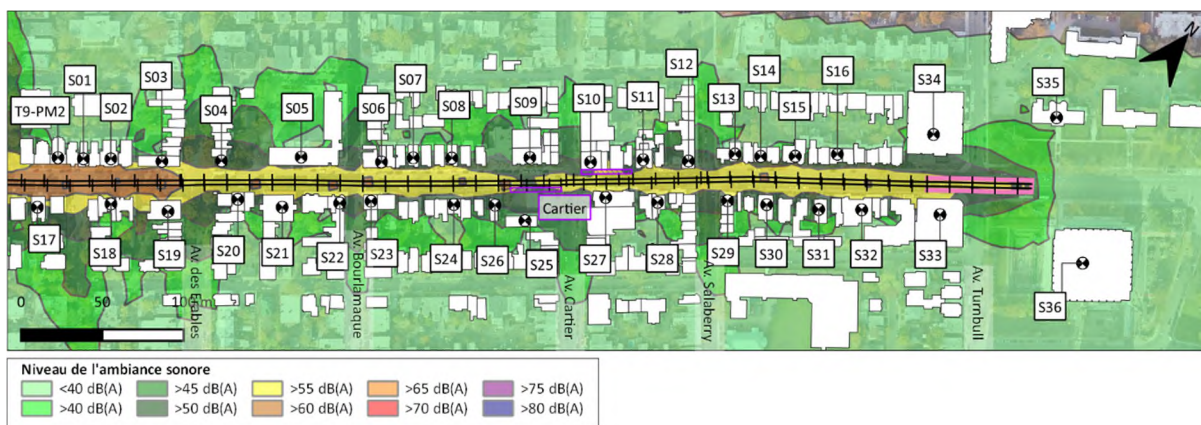 N
T9-PM2
S01
S02
S03
S04
S05
S06
S07
S08
S09
S10
S11
S12
S13
S14
S15
S16
S34
S35
Cartier
S17
S18
S19
S20
S21
S22
S23
S24
S26
S25
S27
S28
S29
S30
S31
S32
S33
S36
Av. des Érables
Av. Bourlamaque
Av. Cartier
Av. Salaberry
Av. Turnbull
0 50 100 m
Niveau de l'ambiance sonore
<40 dB(A) >45 dB(A) >55 dB(A) >65 dB(A) >75 dB(A)
>40 dB(A) >50 dB(A) >60 dB(A) >70 dB(A) >80 dB(A)